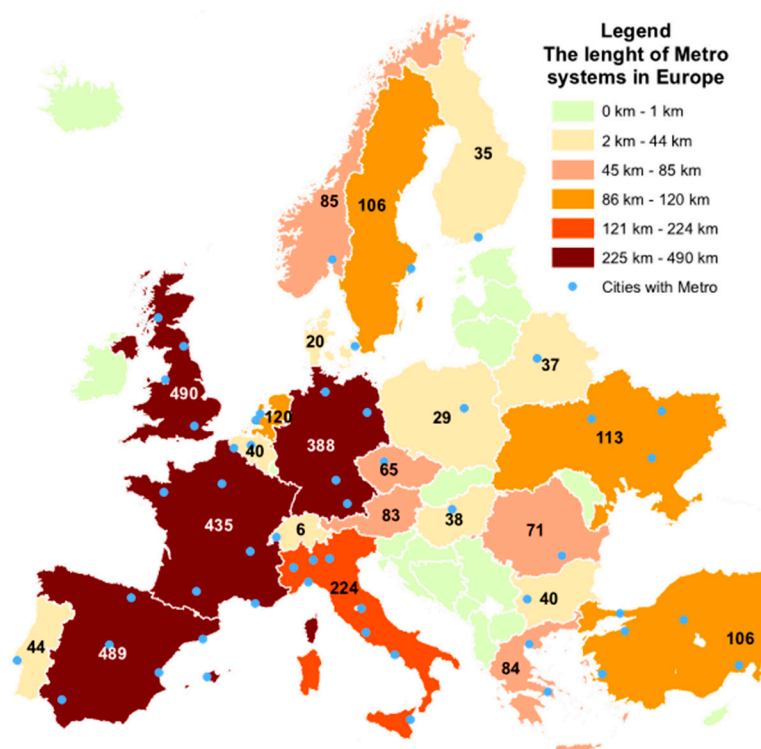 Legend
The lenght of Metro
systems in Europe
0 km - 1 km
2 km - 44 km
45 km - 85 km
86 km - 120 km
121 km - 224 km
225 km - 490 km
Cities with Metro
35
85
106
20
37
490
120
29
388
113
40
65
435
83
38
71
6
224
40
44
489
84
106